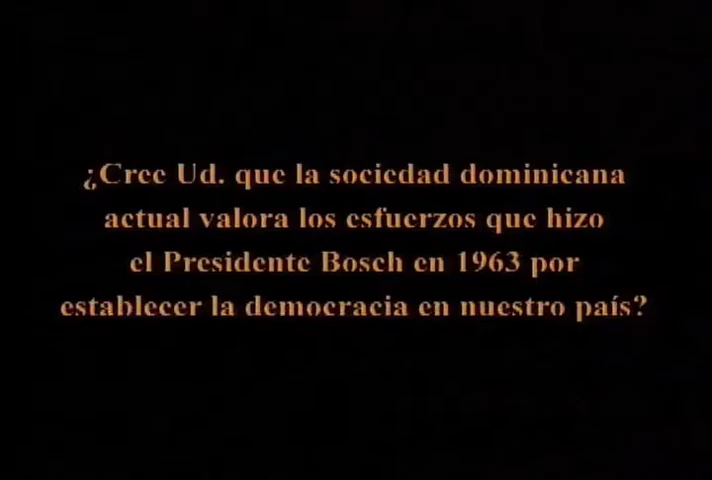 ¿Cree Ud. que la sociedad dominicana
actual valora los esfuerzos que hizo
el Presidente Bosch en 1963 por
establecer la democracia en nuestro país?